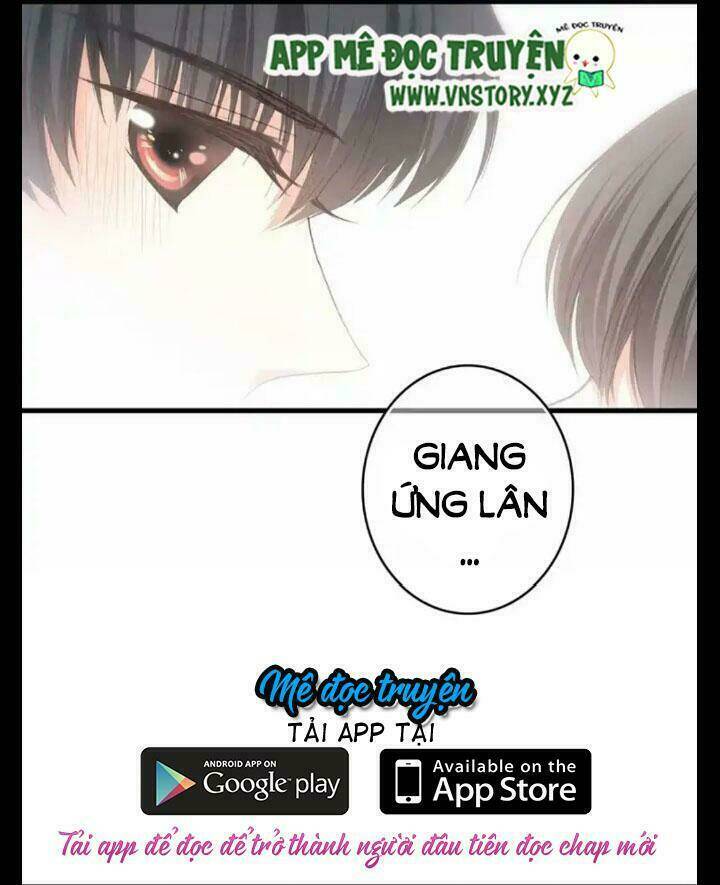 MÊ ĐỌC TRUYỆN
APP MÊ ĐỌC TRUYỆN
WWW.VNSTORY.XYZ
GIANG
ỨNG LÂN
...
Mê đọc truyện
TẢI APP TẠI
ANDROID APP ON
Google play
Available on the
App Store
Tải app để đọc để trở thành người đầu tiên đọc chap mới